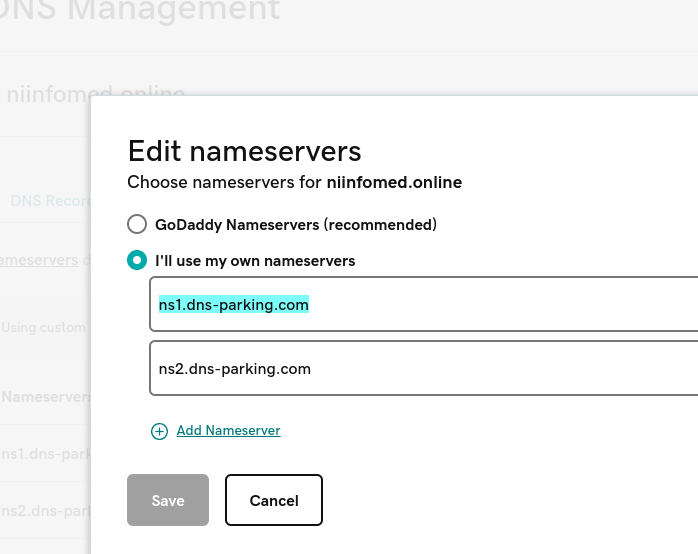 DNS Management
niinfomed.online
Edit nameservers
Choose nameservers for niinfomed.online
DNS Record
GoDaddy Nameservers (recommended)
ameservers
I'll use my own nameservers
ns1.dns-parking.com
Using custom
ns2.dns-parking.com
Nameservers
Add Nameserver
ns1.dns-park
Save
Cancel
ns2.dns-par